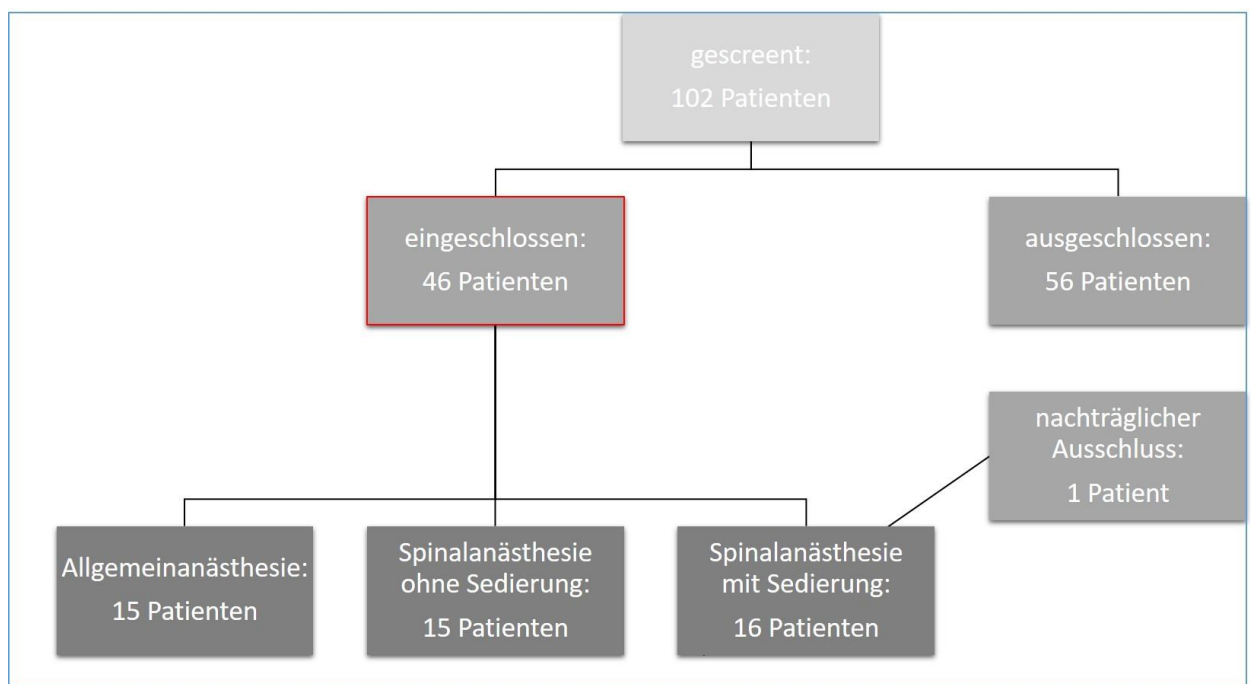 gescreent:
102 Patienten
eingeschlossen:
46 Patienten
ausgeschlossen:
56 Patienten
nachträglicher
Ausschluss:
1 Patient
Allgemeinanästhesie:
15 Patienten
Spinalanästhesie
ohne Sedierung:
15 Patienten
Spinalanästhesie
mit Sedierung:
16 Patienten